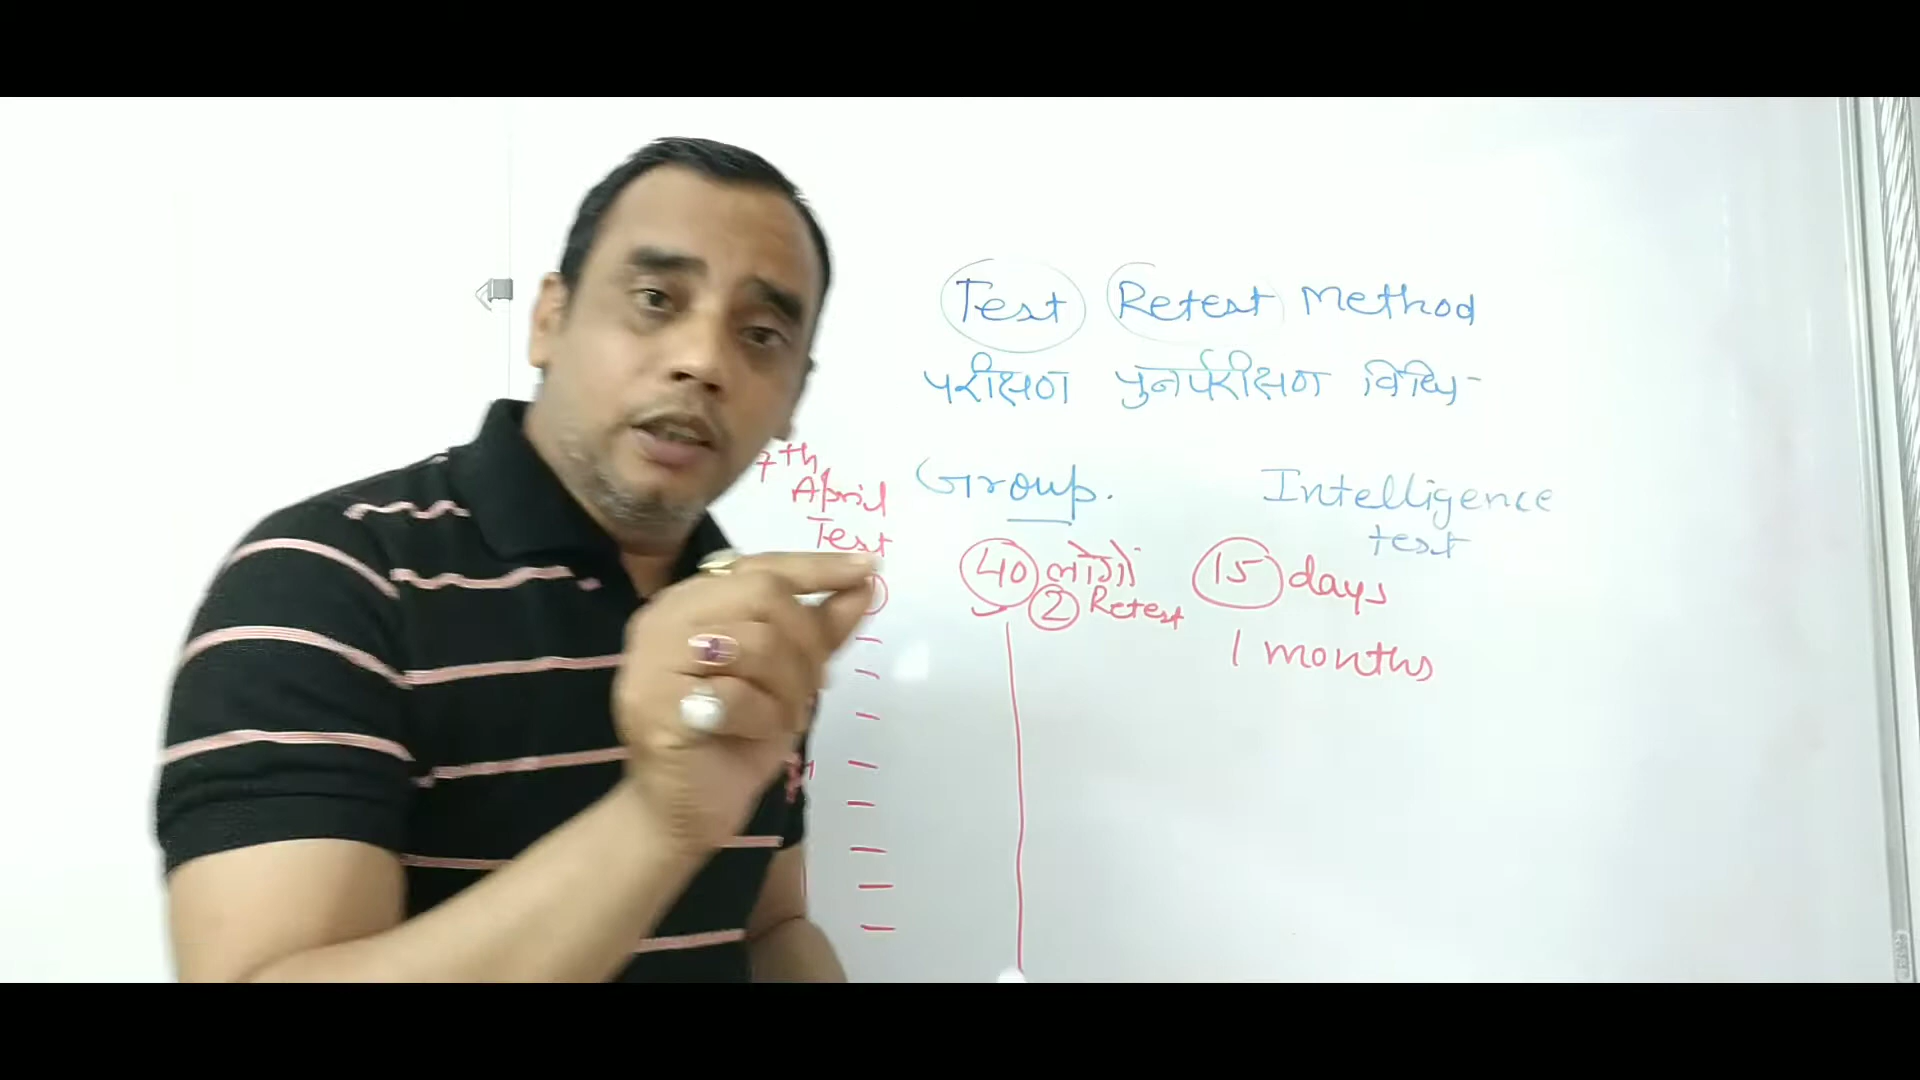 Test Retest Method
परीक्षण पुनर्परीक्षण विधि-
7th
April
Test
Group.
40 लोगों
2 Retest
Intelligence
test
15 days
1 months